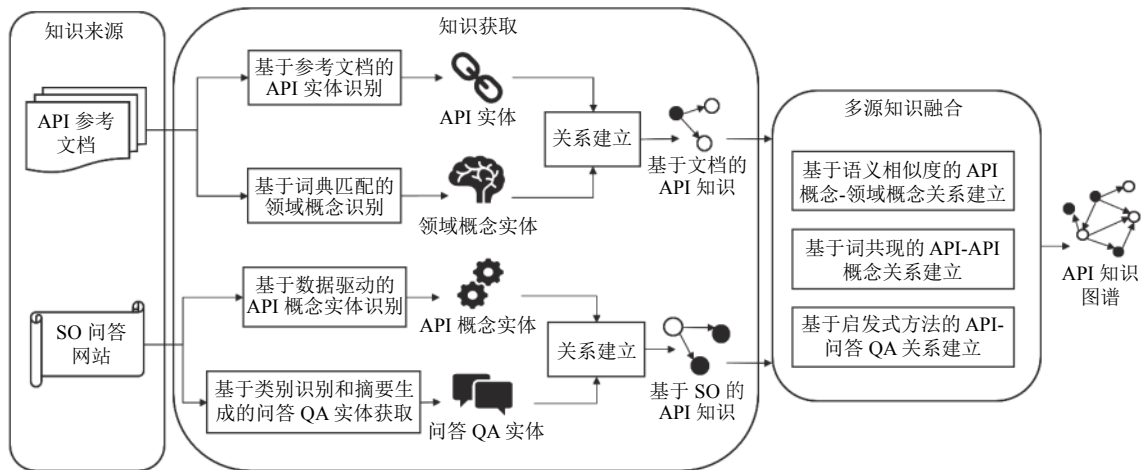 知识来源
API 参考
文档
SO 问答
网站
知识获取
基于参考文档的
API 实体识别
API 实体
基于词典匹配的
领域概念识别
领域概念实体
关系建立
基于文档的
API 知识
基于数据驱动的
API 概念实体识别
API 概念实体
基于类别识别和摘要生
成的问答 QA 实体获取
问答 QA 实体
关系建立
基于 SO 的
API 知识
多源知识融合
基于语义相似度的 API
概念-领域概念关系建立
基于词共现的 API-API
概念关系建立
基于启发式方法的 API-
问答 QA 关系建立
API 知识
图谱